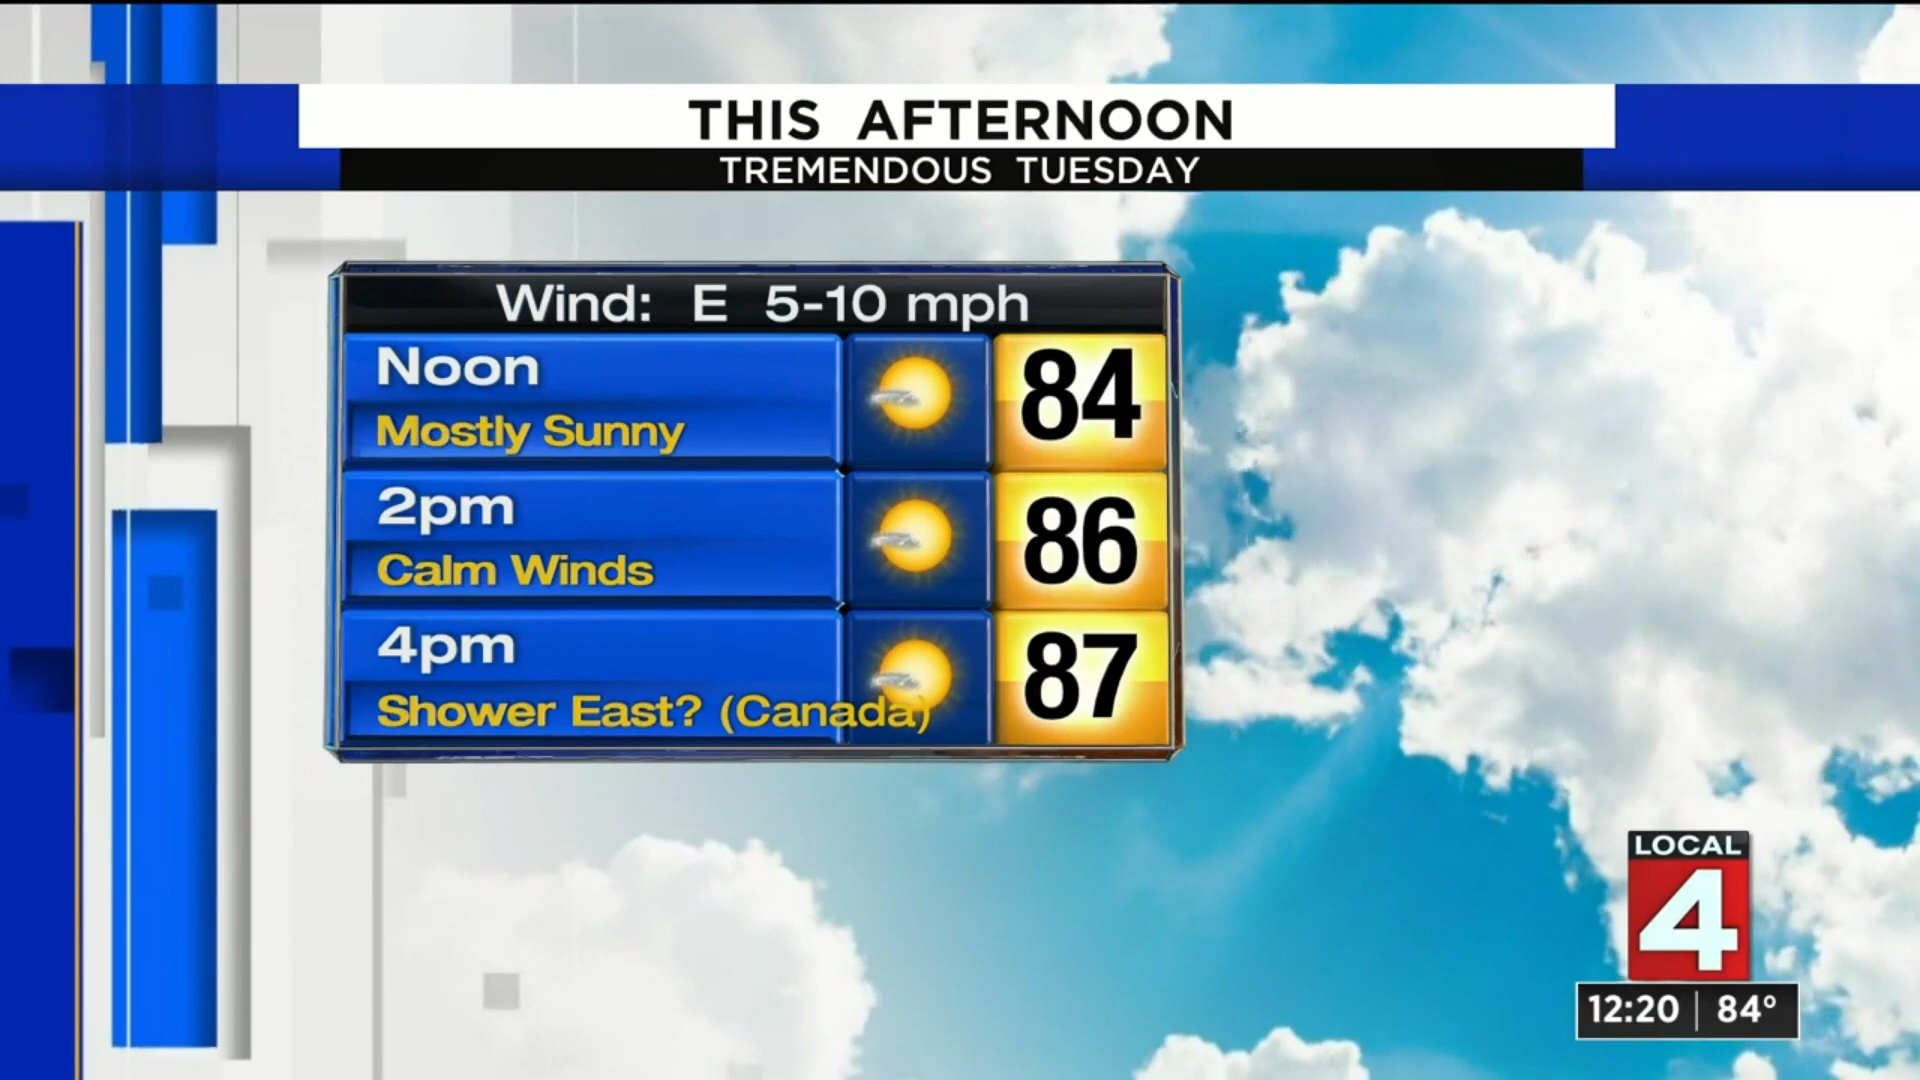 THIS AFTERNOON
TREMENDOUS TUESDAY
Wind: E 5-10 mph
Noon
Mostly Sunny
84
2pm
Calm Winds
86
4pm
Shower East? (Canada)
87
LOCAL
4
12:20 | 84°